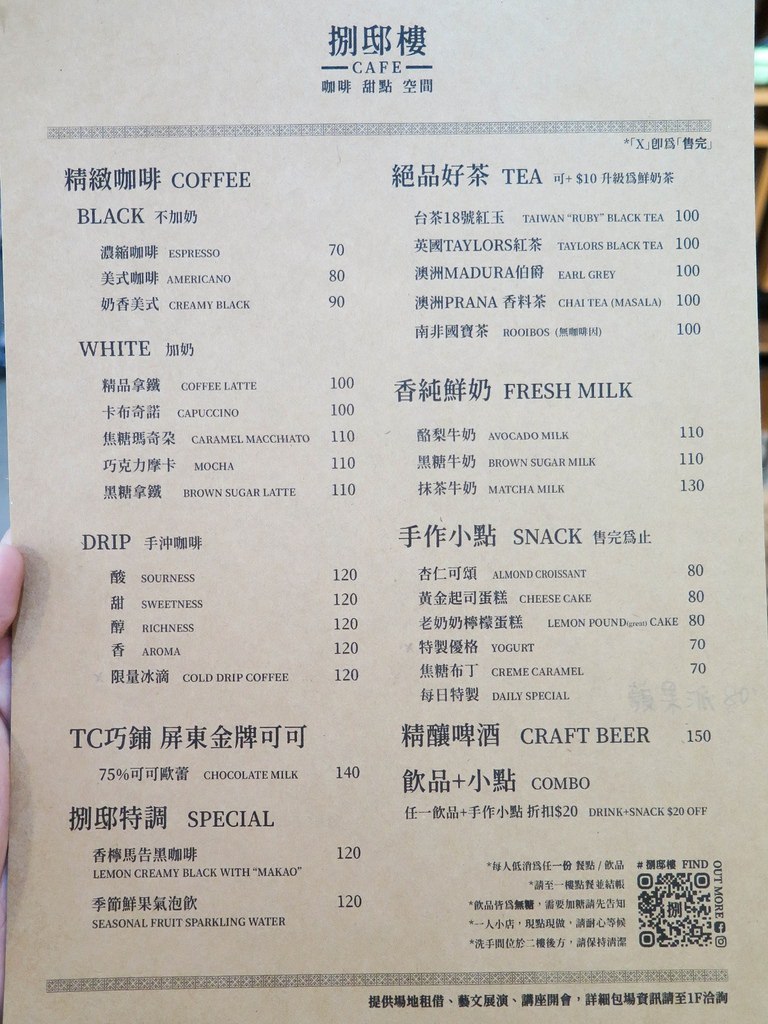 捌邸樓
CAFE
咖啡 甜點 空間
*「X」即爲「售完」
精緻咖啡 COFFEE
BLACK 不加奶
濃縮咖啡 ESPRESSO 70
美式咖啡 AMERICANO 80
奶香美式 CREAMY BLACK 90
WHITE 加奶
精品拿鐵 COFFEE LATTE 100
卡布奇諾 CAPUCCINO 100
焦糖瑪奇朶 CARAMEL MACCHIATO 110
巧克力摩卡 MOCHA 110
黑糖拿鐵 BROWN SUGAR LATTE 110
DRIP 手沖咖啡
酸 SOURNESS 120
甜 SWEETNESS 120
醇 RICHNESS 120
香 AROMA 120
x 限量冰滴 COLD DRIP COFFEE 120
TC巧鋪 屏東金牌可可
75%可可歐蕾 CHOCOLATE MILK 140
捌邸特調 SPECIAL
香檸馬告黑咖啡 120
LEMON CREAMY BLACK WITH “MAKAO”
季節鮮果氣泡飲 120
SEASONAL FRUIT SPARKLING WATER
絕品好茶 TEA 可+ $10 升級爲鮮奶茶
台茶18號紅玉 TAIWAN “RUBY” BLACK TEA 100
英國TAYLORS紅茶 TAYLORS BLACK TEA 100
澳洲MADURA伯爵 EARL GREY 100
澳洲PRANA 香料茶 CHAI TEA (MASALA) 100
南非國寶茶 ROOIBOS (無咖啡因) 100
香純鮮奶 FRESH MILK
酪梨牛奶 AVOCADO MILK 110
黑糖牛奶 BROWN SUGAR MILK 110
抹茶牛奶 MATCHA MILK 130
手作小點 SNACK 售完爲止
杏仁可頌 ALMOND CROISSANT 80
黃金起司蛋糕 CHEESE CAKE 80
老奶奶檸檬蛋糕 LEMON POUND(great) CAKE 80
x 特製優格 YOGURT 70
焦糖布丁 CREME CARAMEL 70
每日特製 DAILY SPECIAL 蘋果派 80
精釀啤酒 CRAFT BEER 150
飲品+小點 COMBO
任一飲品+手作小點 折扣$20 DRINK+SNACK $20 OFF
*每人低消爲任一份 餐點 / 飲品
*請至一樓點餐並結帳
*飲品皆爲無糖，需要加糖請先告知
*一人小店，現點現做，請耐心等候
*洗手間位於二樓後方，請保持清潔
# 捌邸樓 FIND
OUT MORE
捌
提供場地租借、藝文展演、講座開會，詳細包場資訊請至1F洽詢